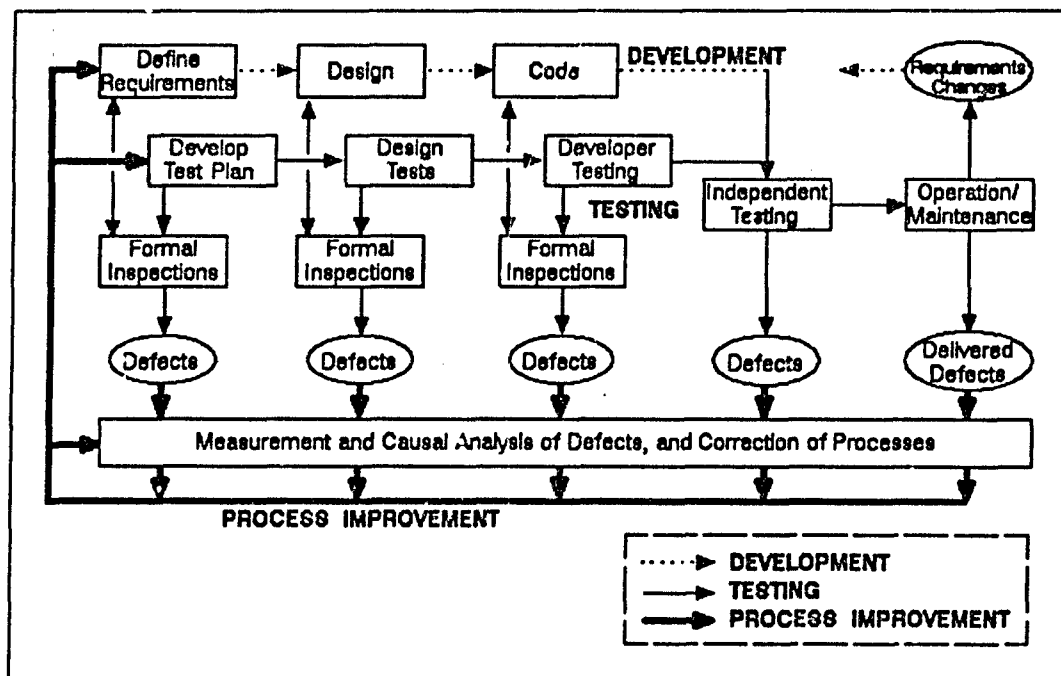 Define
Requirements
Design
Code
DEVELOPMENT
Requirements
Changes
Develop
Test Plan
Design
Tests
Developer
Testing
TESTING
Independent
Testing
Operation/
Maintenance
Formal
Inspections
Formal
Inspections
Formal
Inspections
Defects
Defects
Defects
Defects
Delivered
Defects
Measurement and Causal Analysis of Defects, and Correction of Processes
PROCESS IMPROVEMENT
DEVELOPMENT
TESTING
PROCESS IMPROVEMENT